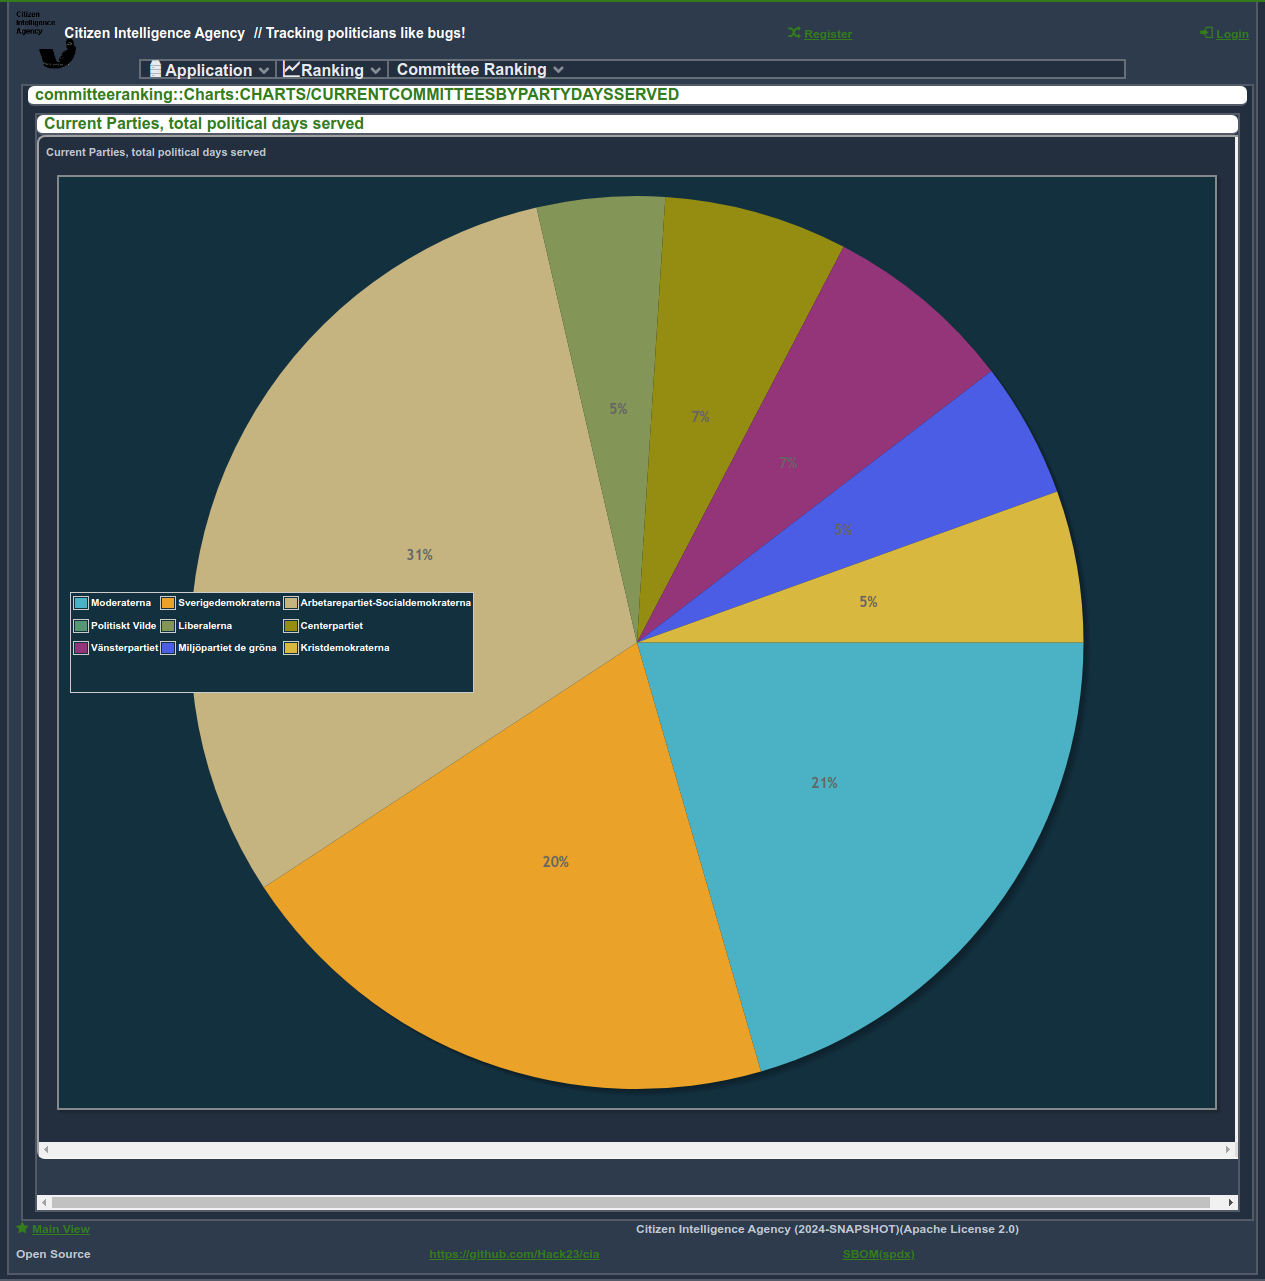 Citizen
Intelligence
Agency
Citizen Intelligence Agency // Tracking politicians like bugs!
Register
Login
Application
Ranking
Committee Ranking
committeeranking::Charts:CHARTS/CURRENTCOMMITTEESBYPARTYDAYSSERVED
Current Parties, total political days served
Current Parties, total political days served
5%
7%
7%
5%
31%
5%
Moderaterna Sverigedemokraterna Arbetarepartiet-Socialdemokraterna
Politiskt Vilde Liberalerna Centerpartiet
Vänsterpartiet Miljöpartiet de gröna Kristdemokraterna
21%
20%
Main View
Citizen Intelligence Agency (2024-SNAPSHOT)(Apache License 2.0)
Open Source
https://github.com/Hack23/cia
SBOM(spdx)